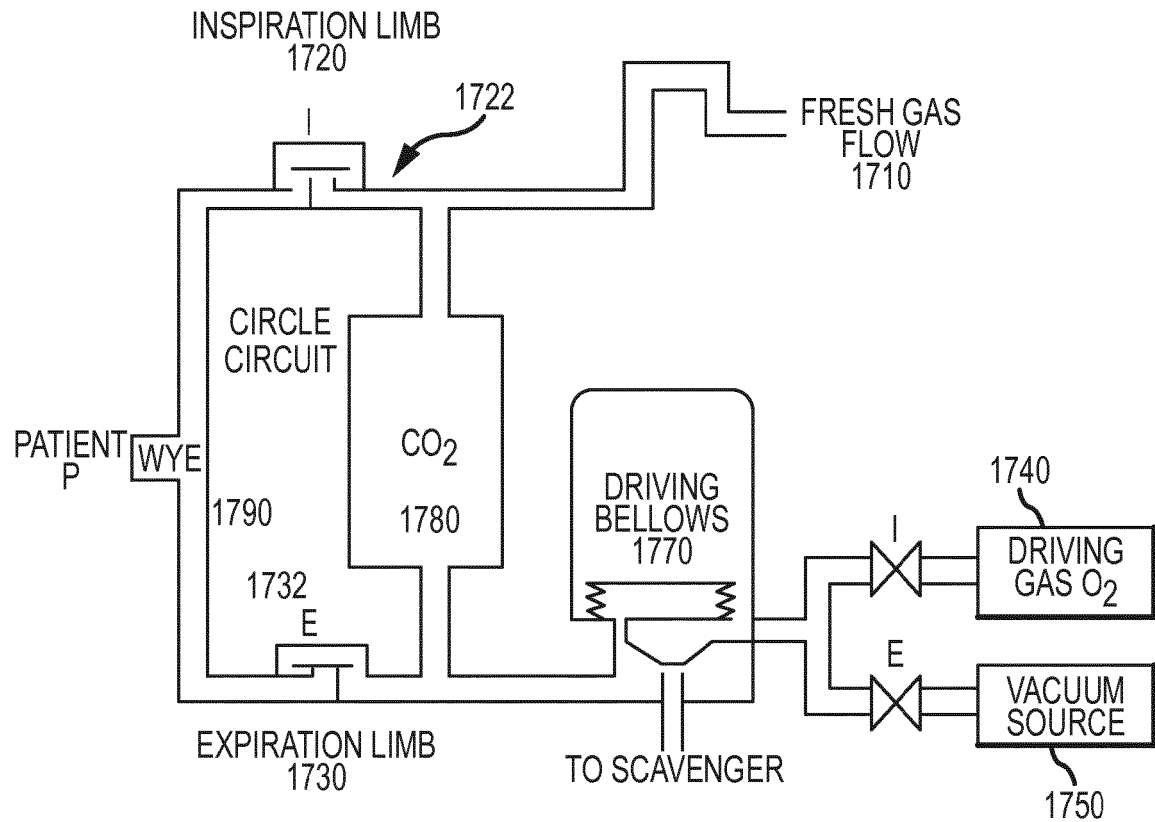 INSPIRATION LIMB
1720
I
1722
FRESH GAS
FLOW
1710
CIRCLE
CIRCUIT
PATIENT
P
WYE
CO2
1790
1780
DRIVING
BELLOWS
1770
1740
I
DRIVING
GAS O2
1732
E
E
VACUUM
SOURCE
EXPIRATION LIMB
1730
TO SCAVENGER
1750